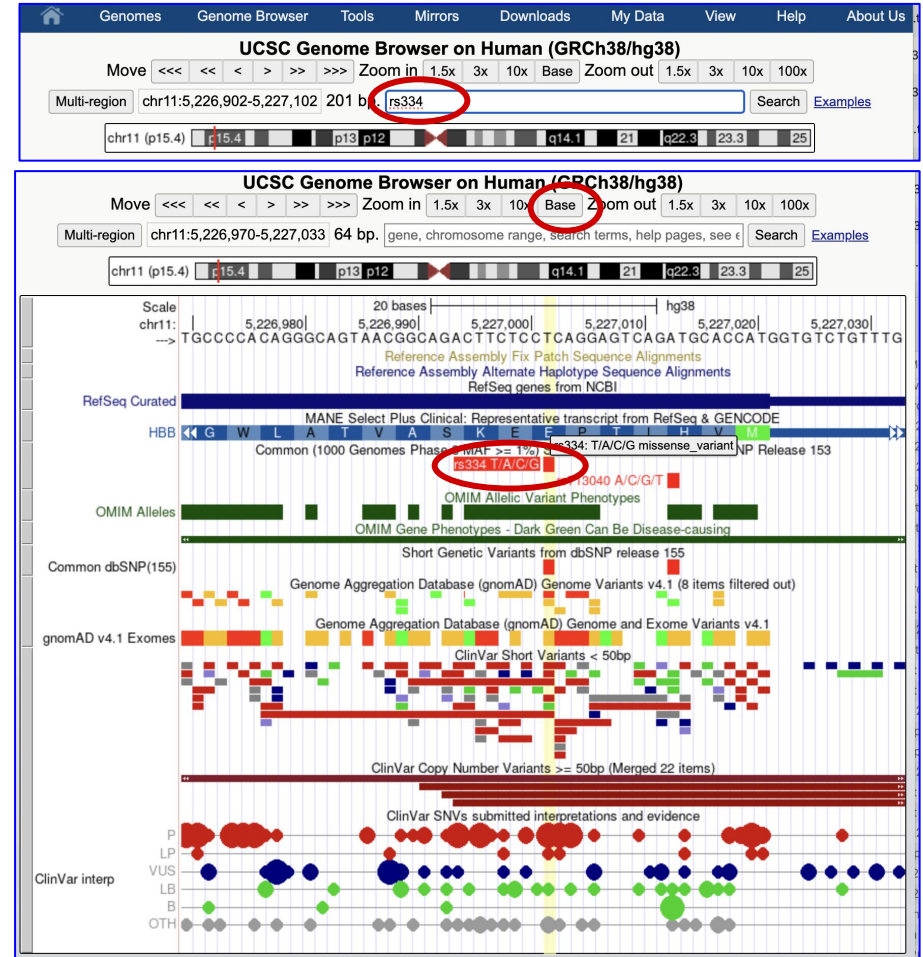 Genomes Genome Browser Tools Mirrors Downloads My Data View Help About Us
UCSC Genome Browser on Human (GRCh38/hg38)
Move <<< << < > >> >>> Zoom in 1.5x 3x 10x Base Zoom out 1.5x 3x 10x 100x
Multi-region chr11:5,226,902-5,227,102 201 bp. rs334 Search Examples
chr11 (p15.4) p15.4 p13 p12 q14.1 21 q22.3 23.3 25
UCSC Genome Browser on Human (GRCh38/hg38)
Move <<< << < > >> >>> Zoom in 1.5x 3x 10x Base Zoom out 1.5x 3x 10x 100x
Multi-region chr11:5,226,970-5,227,033 64 bp. gene, chromosome range, search terms, help pages, see e Search Examples
chr11 (p15.4) p15.4 p13 p12 q14.1 21 q22.3 23.3 25
Scale 20 bases hg38
chr11: 5,226,980 5,226,990 5,227,000 5,227,010 5,227,020 5,227,030
---> TGCCCCACAGGGCAGTAACGGCAGACTTCTCCTCAGGAGTCAGATGCACCATGGTGTCTGTTTG
Reference Assembly Fix Patch Sequence Alignments
Reference Assembly Alternate Haplotype Sequence Alignments
RefSeq genes from NCBI
RefSeq Curated
MANE Select Plus Clinical: Representative transcript from RefSeq & GENCODE
HBB G W L A T V A S K E E P T L H V M
rs334: T/A/C/G missense_variant
Common (1000 Genomes Phase 3 MAF >= 1%) NP Release 153
rs334 T/A/C/G
13040 A/C/G/T
OMIM Allelic Variant Phenotypes
OMIM Alleles
OMIM Gene Phenotypes - Dark Green Can Be Disease-causing
Short Genetic Variants from dbSNP release 155
Common dbSNP(155)
Genome Aggregation Database (gnomAD) Genome Variants v4.1 (8 items filtered out)
Genome Aggregation Database (gnomAD) Genome and Exome Variants v4.1
gnomAD v4.1 Exomes
ClinVar Short Variants < 50bp
ClinVar Copy Number Variants >= 50bp (Merged 22 items)
ClinVar SNVs submitted interpretations and evidence
P
LP
VUS
ClinVar interp
LB
B
OTH